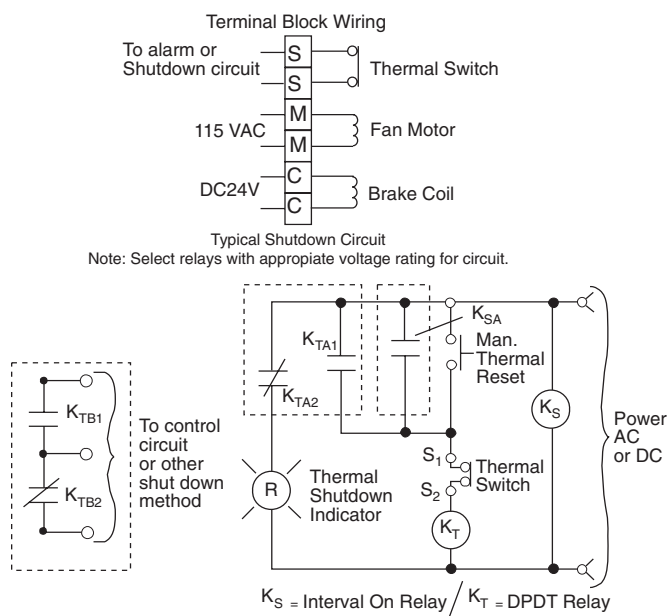 Terminal Block Wiring
To alarm or
Shutdown circuit
S
S
Thermal Switch
115 VAC
M
M
Fan Motor
DC24V
C
C
Brake Coil
Typical Shutdown Circuit
Note: Select relays with appropiate voltage rating for circuit.
KTB1
KTB2
To control
circuit
or other
shut down
method
KTA1
KTA2
KSA
Man.
Thermal
Reset
KS
Power
AC
or DC
R
Thermal
Shutdown
Indicator
S1
S2
Thermal
Switch
KT
KS = Interval On Relay / KT = DPDT Relay